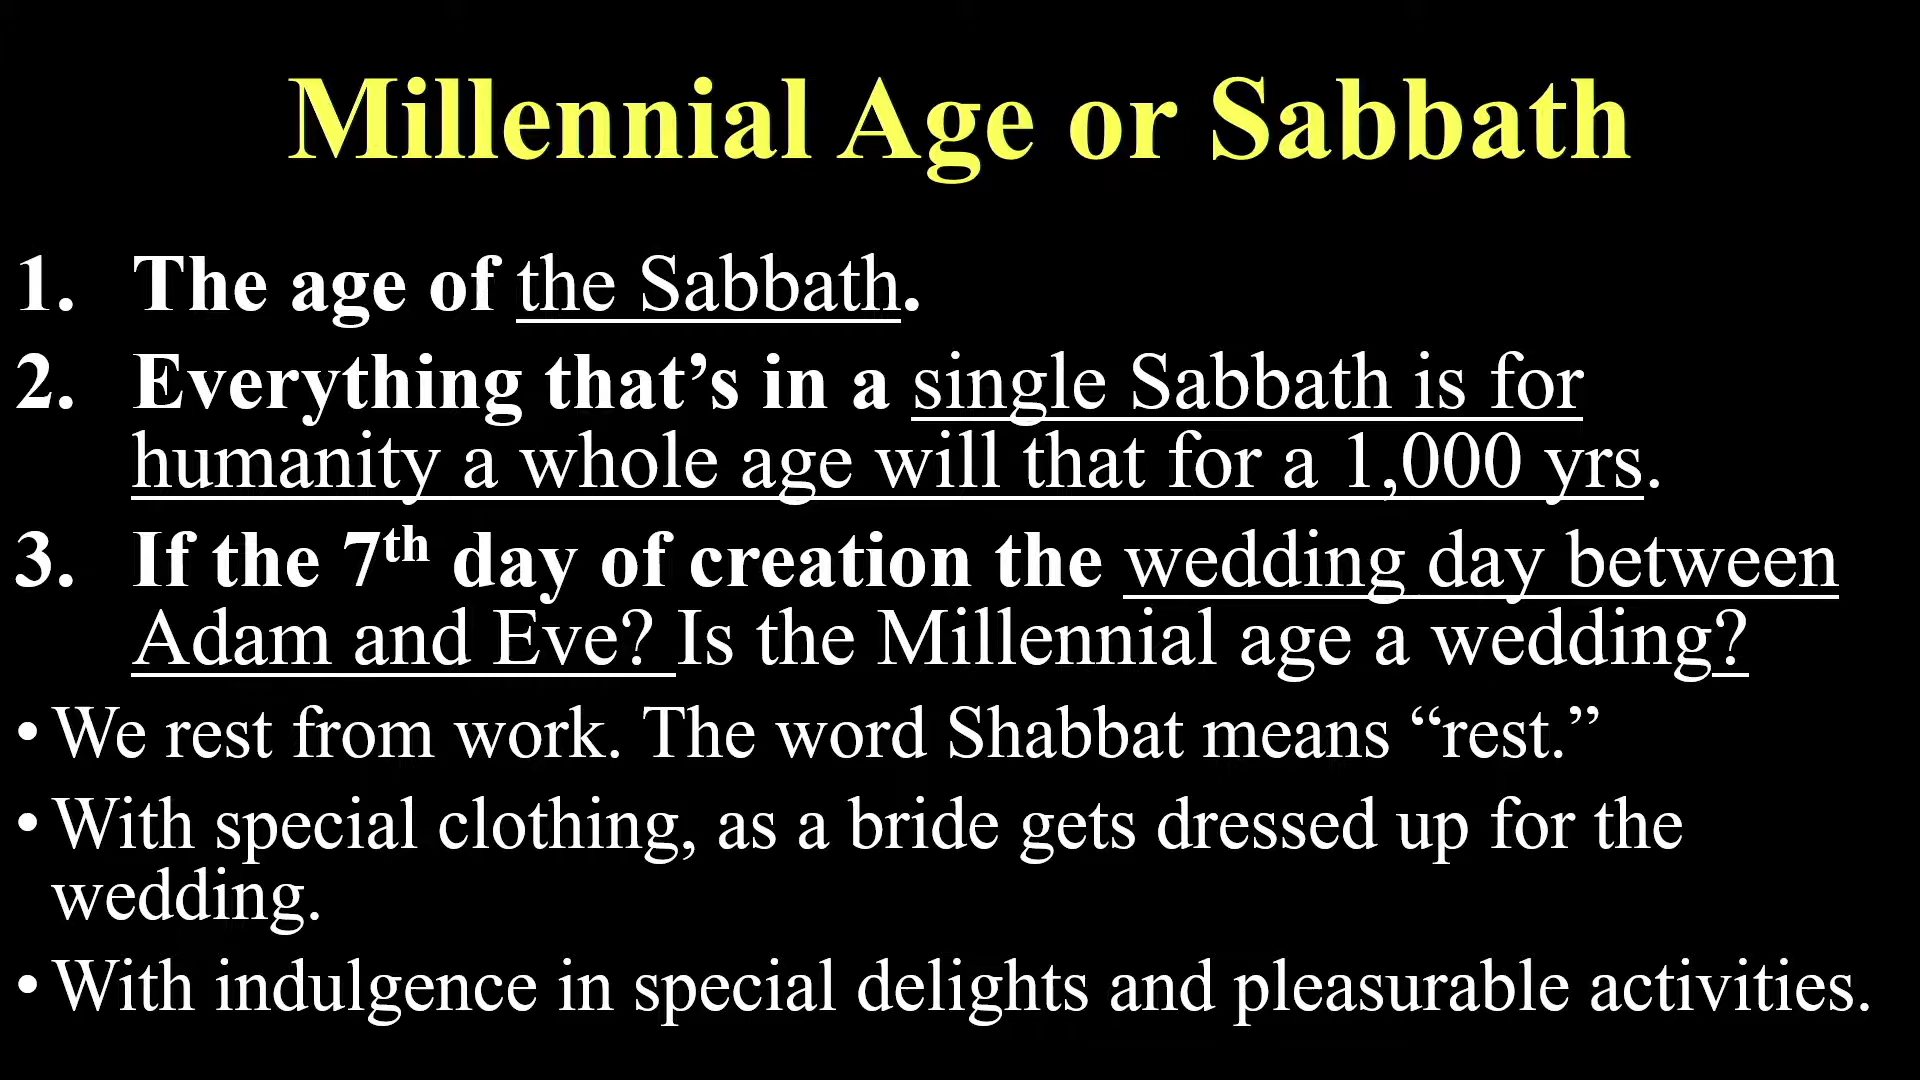 Millennial Age or Sabbath
1. The age of the Sabbath.
2. Everything that’s in a single Sabbath is for
humanity a whole age will that for a 1,000 yrs.
3. If the 7th day of creation the wedding day between
Adam and Eve? Is the Millennial age a wedding?
• We rest from work. The word Shabbat means “rest.”
• With special clothing, as a bride gets dressed up for the
wedding.
• With indulgence in special delights and pleasurable activities.